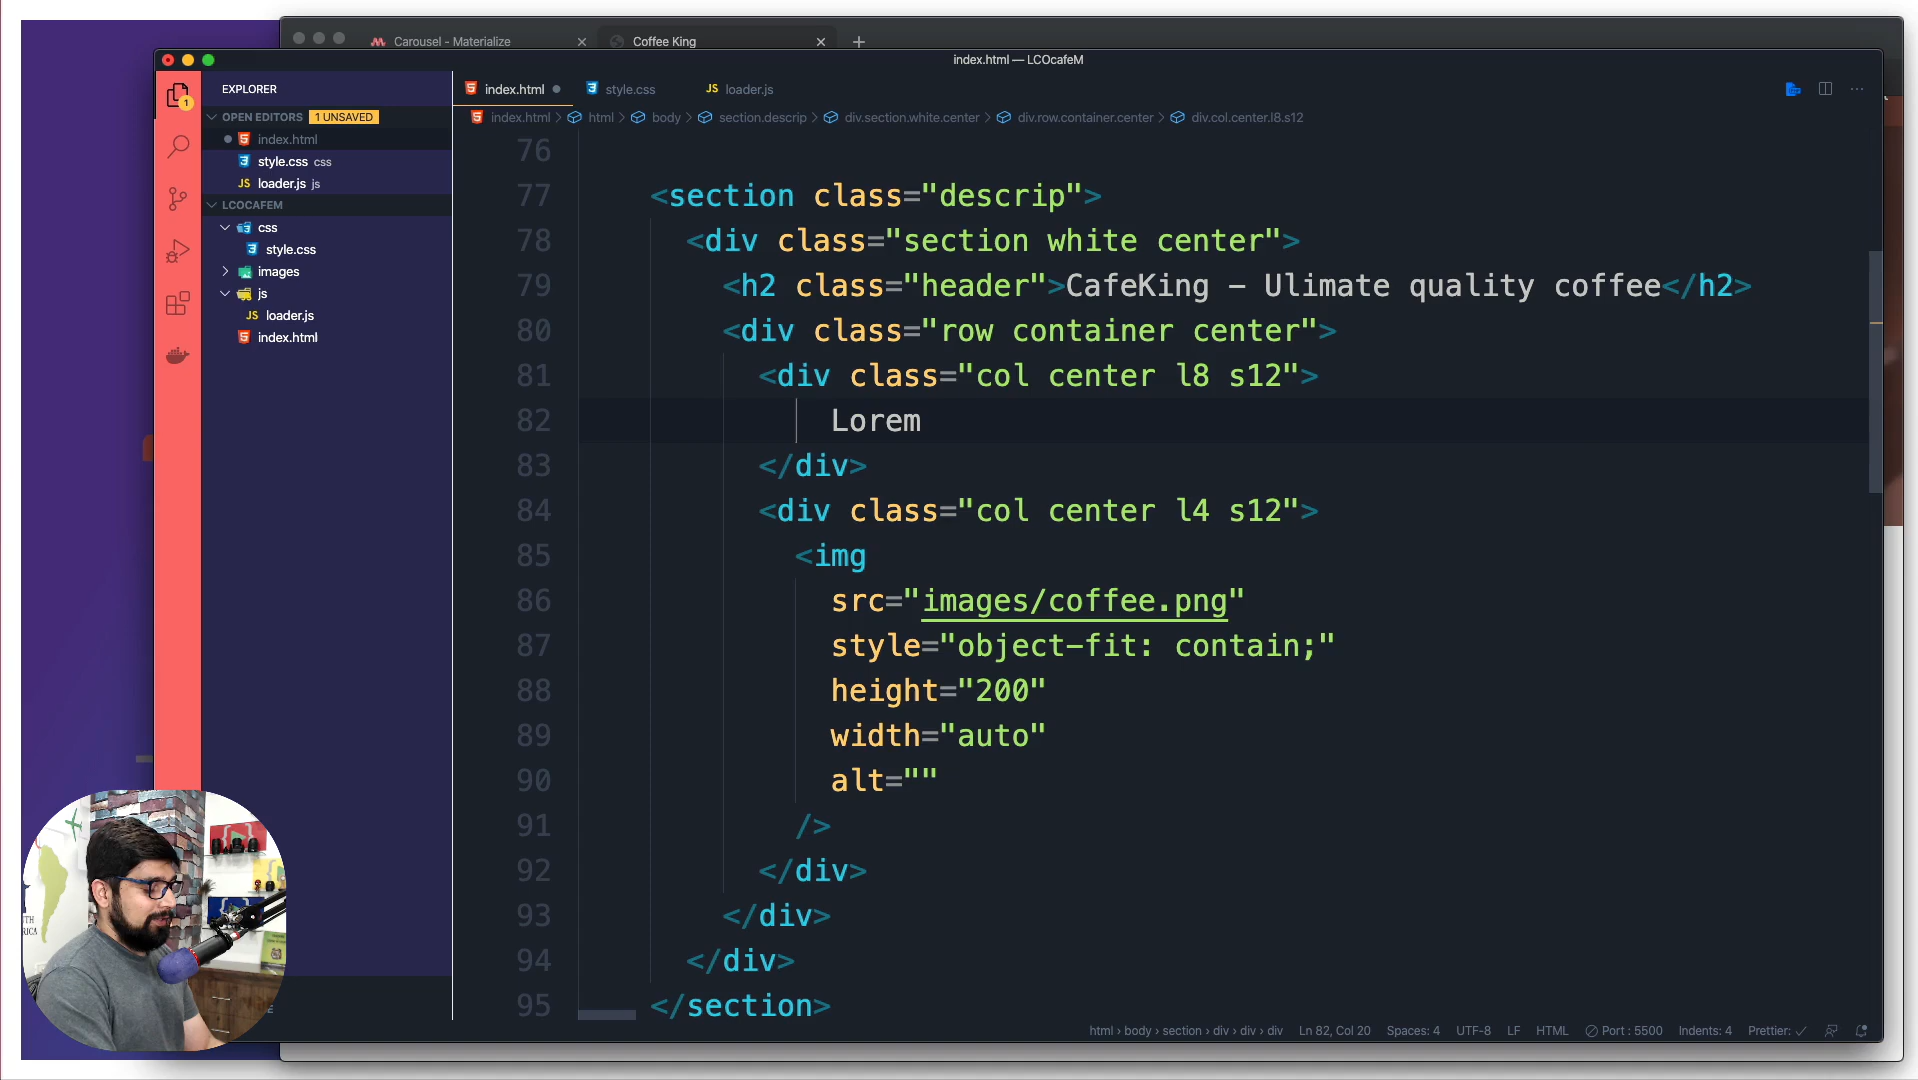 Carousel - Materialize
Coffee King
index.html — LCOcafeM
EXPLORER
OPEN EDITORS 1 UNSAVED
index.html
style.css css
loader.js js
LCOCAFEM
css
style.css
images
js
loader.js
index.html
1
index.html
style.css
JS loader.js
index.html > html > body > section.descrip > div.section.white.center > div.row.container.center > div.col.center.l8.s12
76
77 <section class="descrip">
78 <div class="section white center">
79 <h2 class="header">CafeKing - Ulimate quality coffee</h2>
80 <div class="row container center">
81 <div class="col center l8 s12">
82 Lorem
83 </div>
84 <div class="col center l4 s12">
85 <img
86 src="images/coffee.png"
87 style="object-fit: contain;"
88 height="200"
89 width="auto"
90 alt=""
91 />
92 </div>
93 </div>
94 </div>
95 </section>
html › body › section › div › div › div Ln 82, Col 20 Spaces: 4 UTF-8 LF HTML Port : 5500 Indents: 4 Prettier: ✓